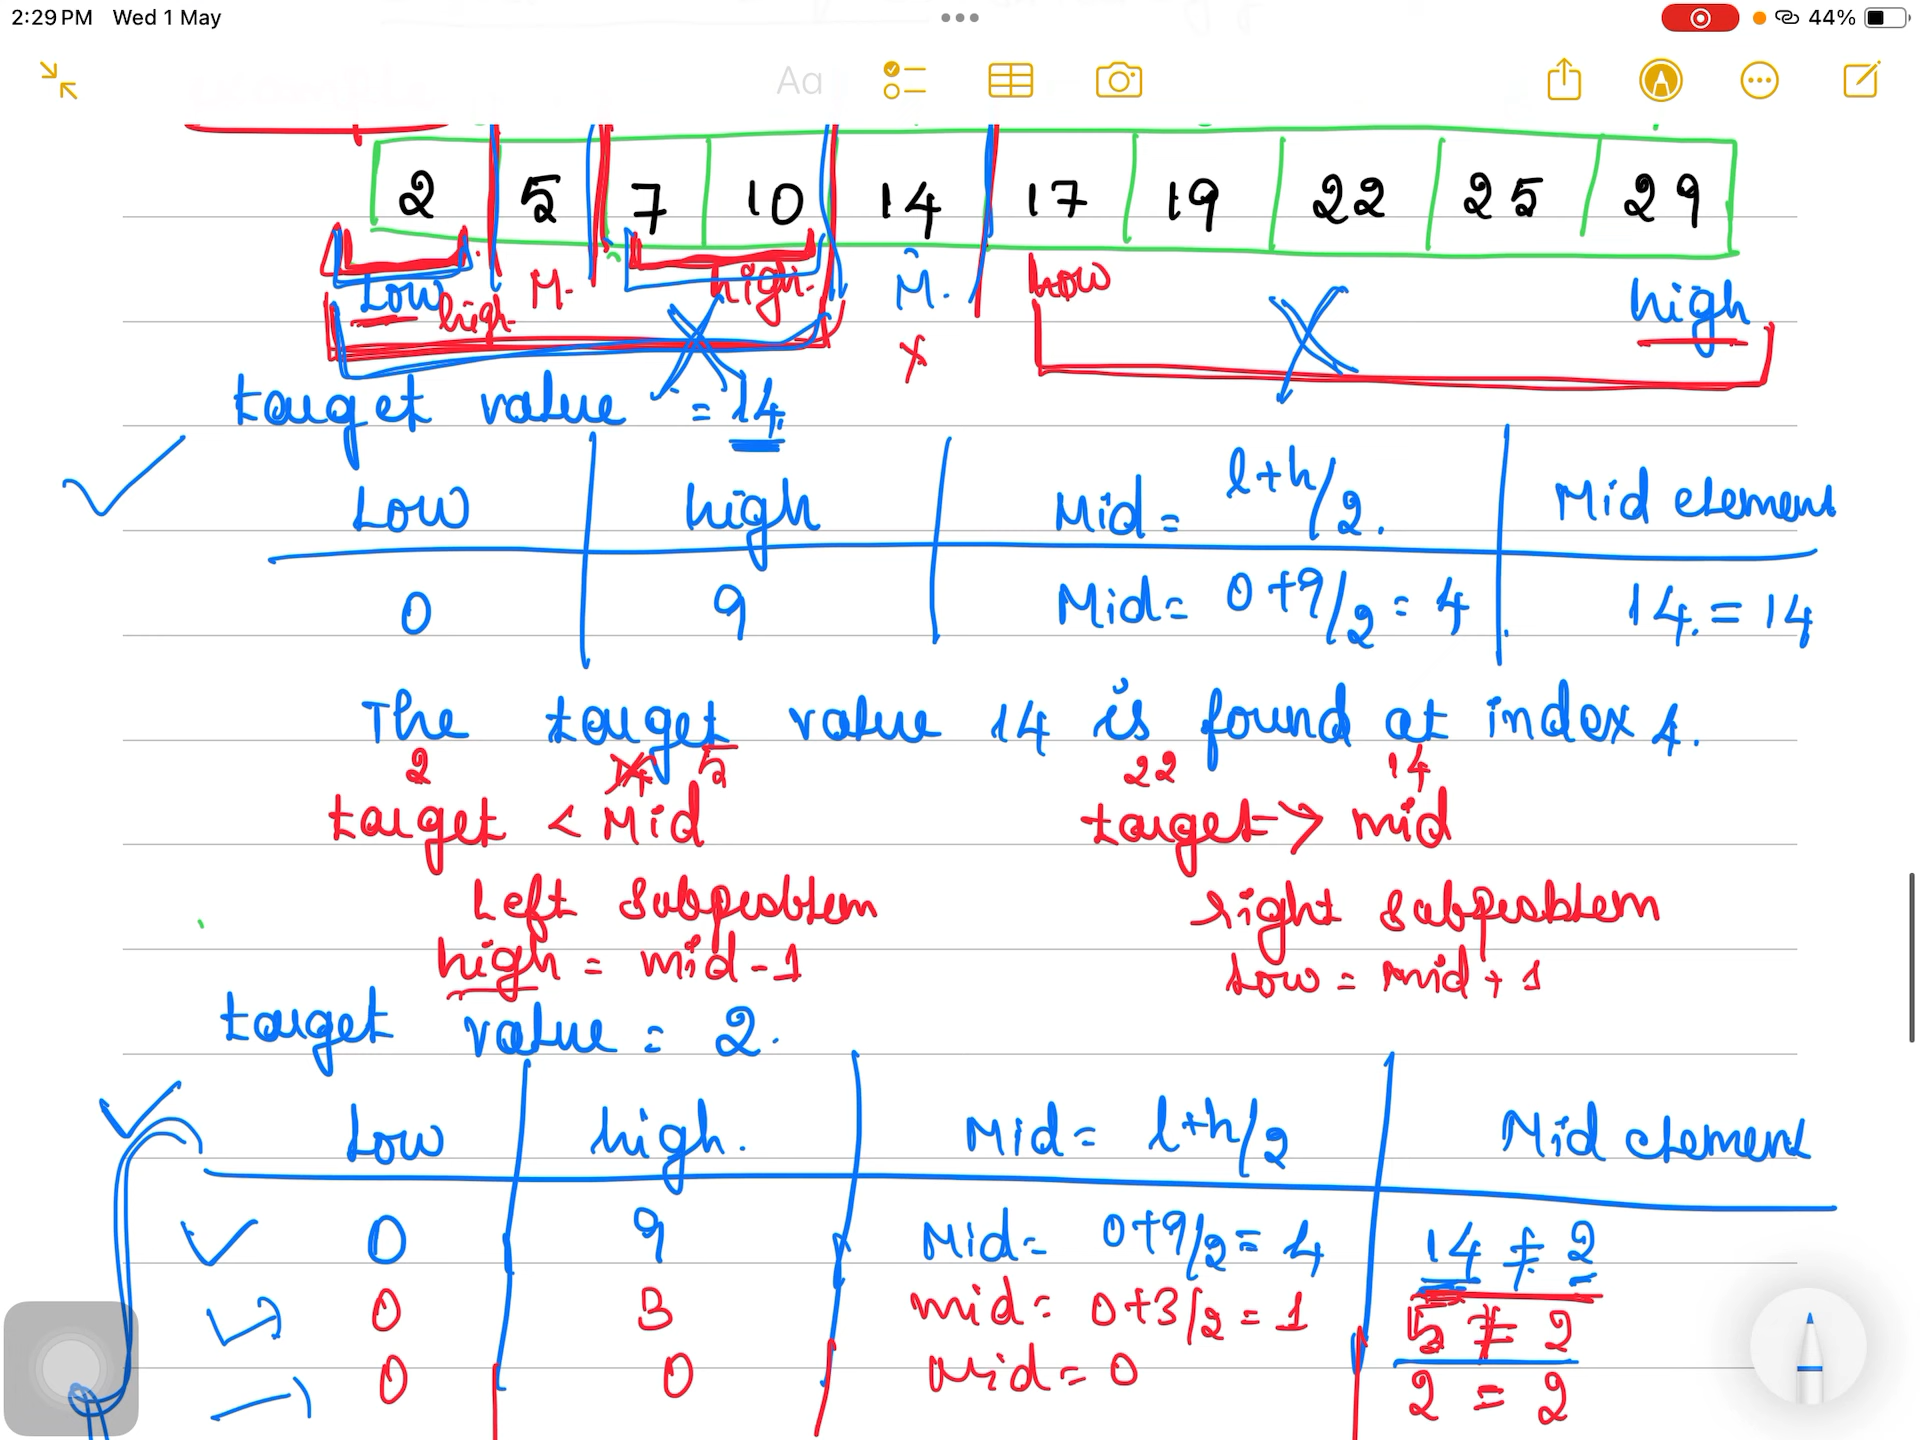 2:29 PM Wed 1 May
44%
Aa
2 5 7 10 14 17 19 22 25 29
Low high M. high. M. Low high
x
target value = 14
Low high Mid = l+h/2. Mid element
0 9 Mid = 0+9/2 = 4 14. = 14
The target value 14 is found at index 4.
2 14 5 22 14
target < Mid target > mid
Left Subproblem right subproblem
high = mid - 1 Low = mid + 1
target value = 2.
Low high. Mid = l+h/2 Mid element
0 9 Mid = 0+9/2 = 4 14 ≠ 2
0 3 mid = 0+3/2 = 1 5 ≠ 2
0 0 Mid = 0 2 = 2